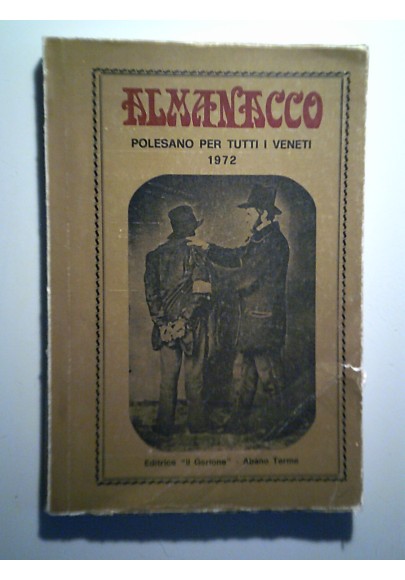 ALMANACCO
POLESANO PER TUTTI I VENETI
1972
Editrice "Il Gerione" - Abano Terme